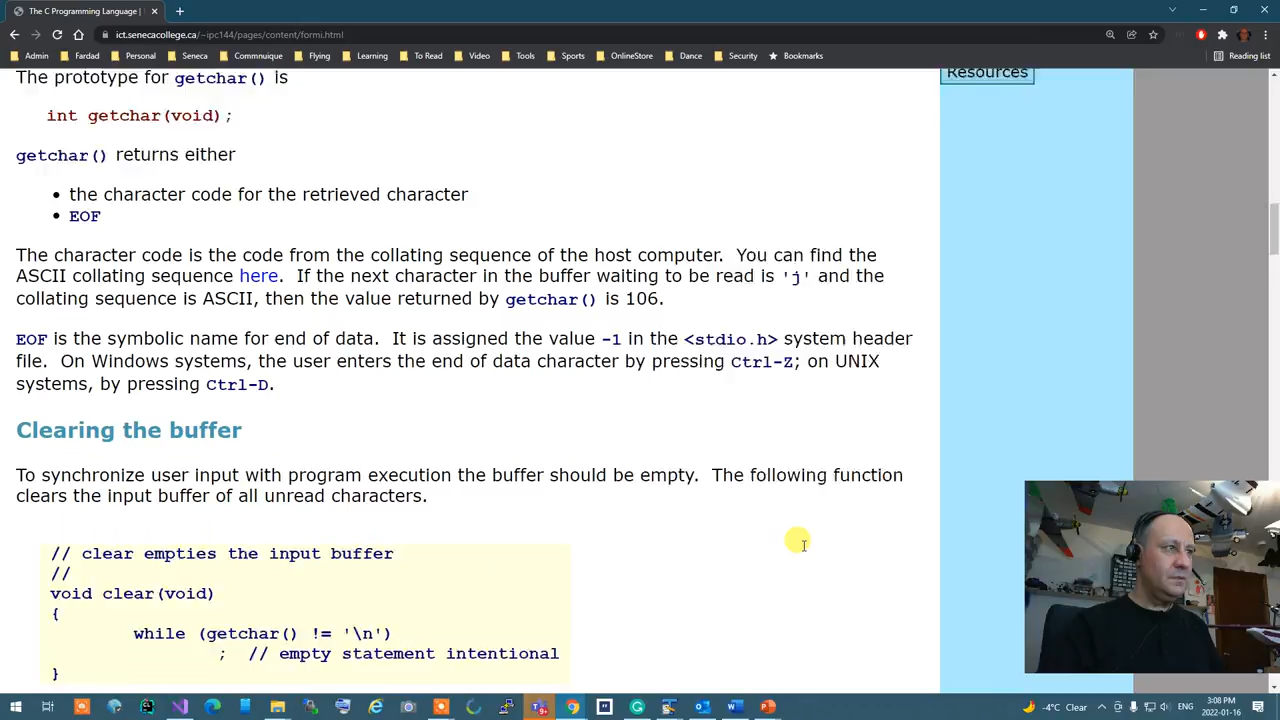 The C Programming Language |
ict.senecacollege.ca/~ipc144/pages/content/formi.html
Admin Fardad Personal Seneca Commnuique Flying Learning To Read Video Tools Sports OnlineStore Dance Security Bookmarks Reading list
The prototype for getchar() is
Resources
int getchar(void);
getchar() returns either
• the character code for the retrieved character
• EOF
The character code is the code from the collating sequence of the host computer. You can find the
ASCII collating sequence here. If the next character in the buffer waiting to be read is 'j' and the
collating sequence is ASCII, then the value returned by getchar() is 106.
EOF is the symbolic name for end of data. It is assigned the value -1 in the <stdio.h> system header
file. On Windows systems, the user enters the end of data character by pressing Ctrl-Z; on UNIX
systems, by pressing Ctrl-D.
Clearing the buffer
To synchronize user input with program execution the buffer should be empty. The following function
clears the input buffer of all unread characters.
// clear empties the input buffer
//
void clear(void)
{
while (getchar() != '\n')
; // empty statement intentional
}
-4°C Clear
3:08 PM
2022-01-16